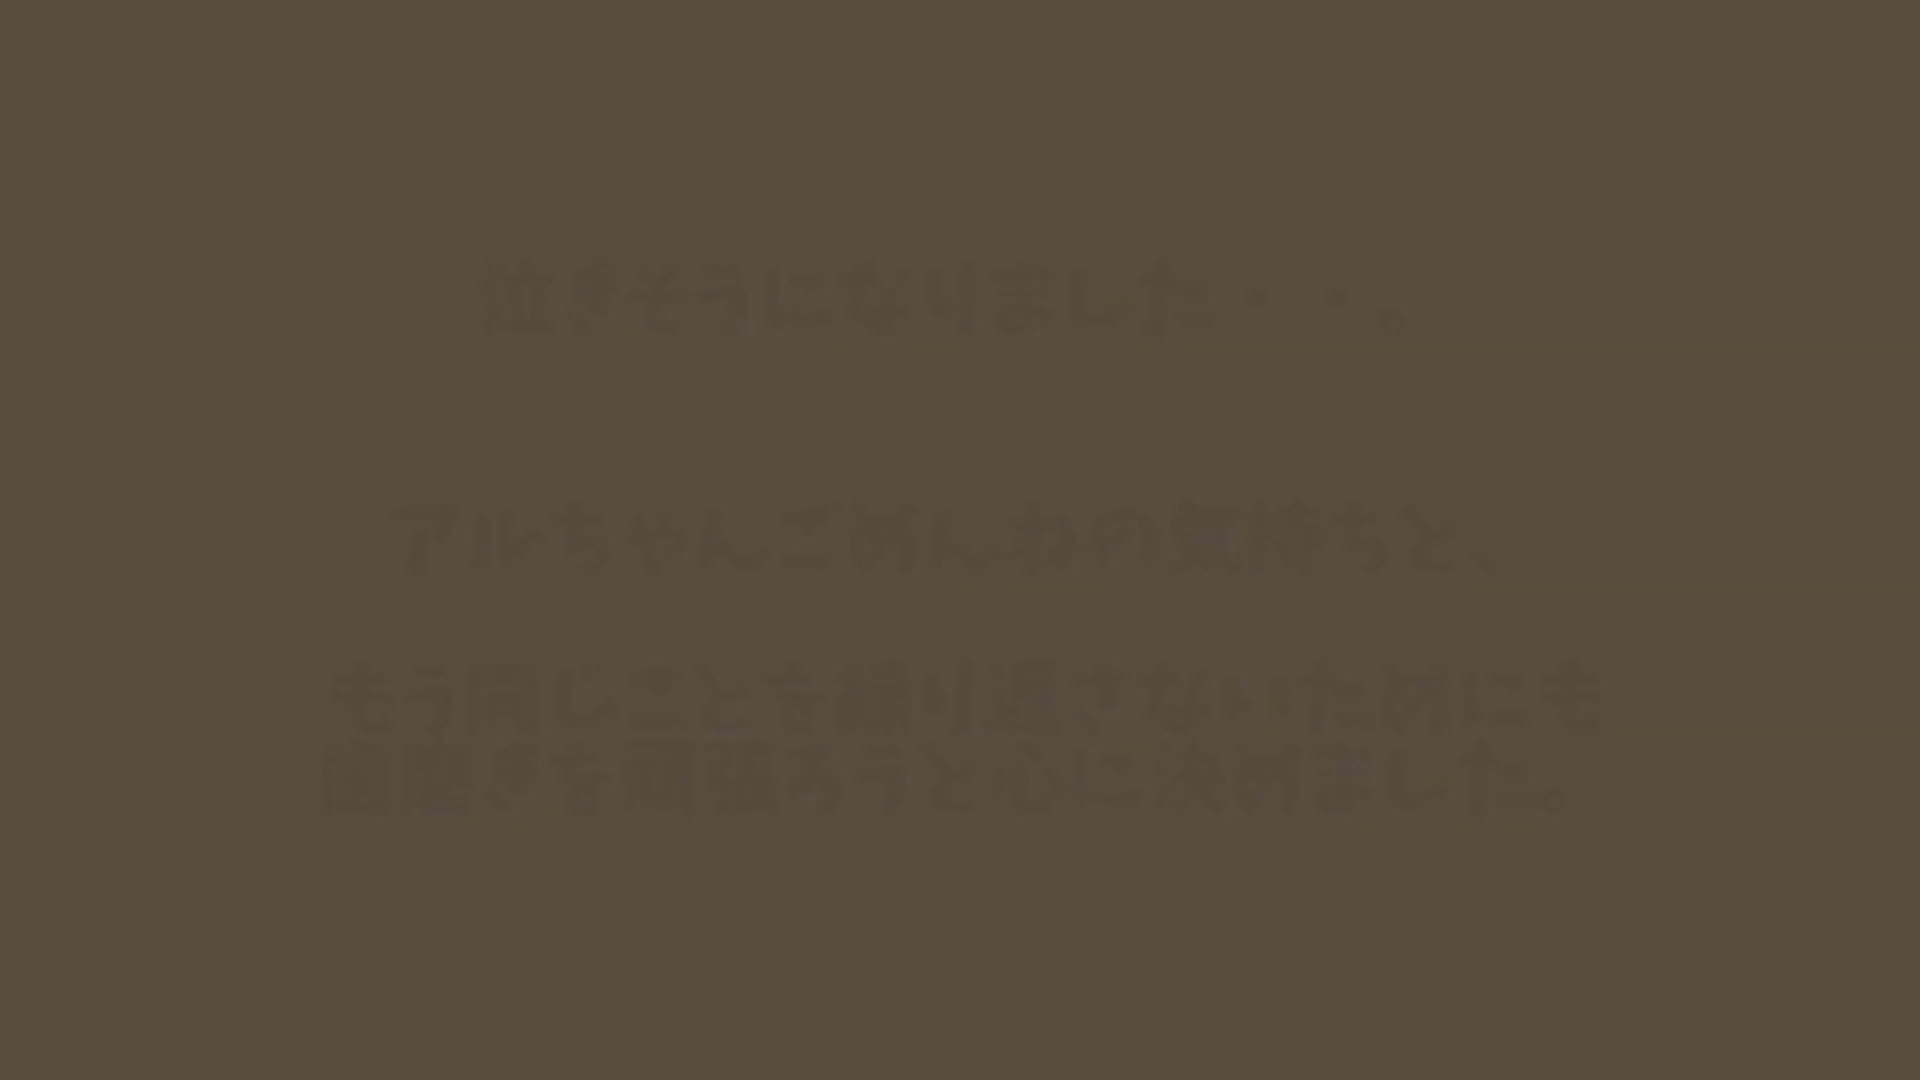 泣きそうになりました・・。
アルちゃんごめんねの気持ちと、
もう同じことを繰り返さないためにも
歯磨きを頑張ろうと心に決めました。